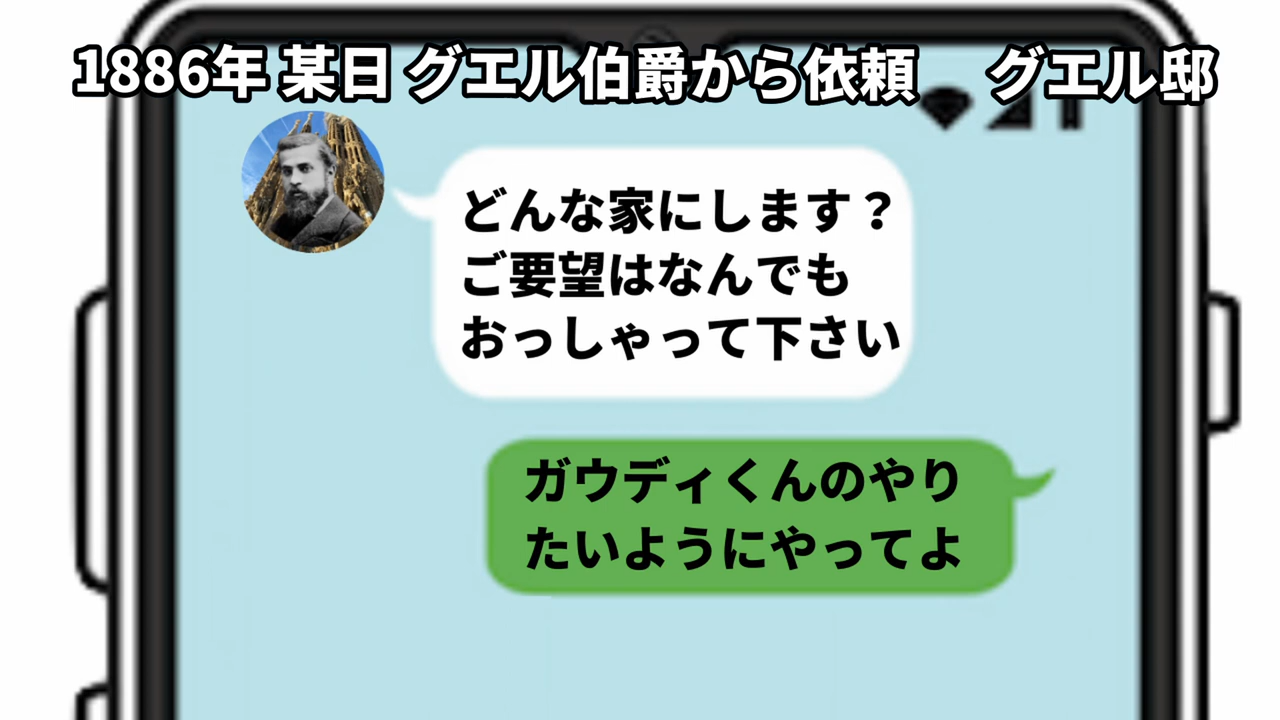 1886年 某日 グエル伯爵から依頼　グエル邸
どんな家にします？
ご要望はなんでも
おっしゃって下さい
ガウディくんのやり
たいようにやってよ